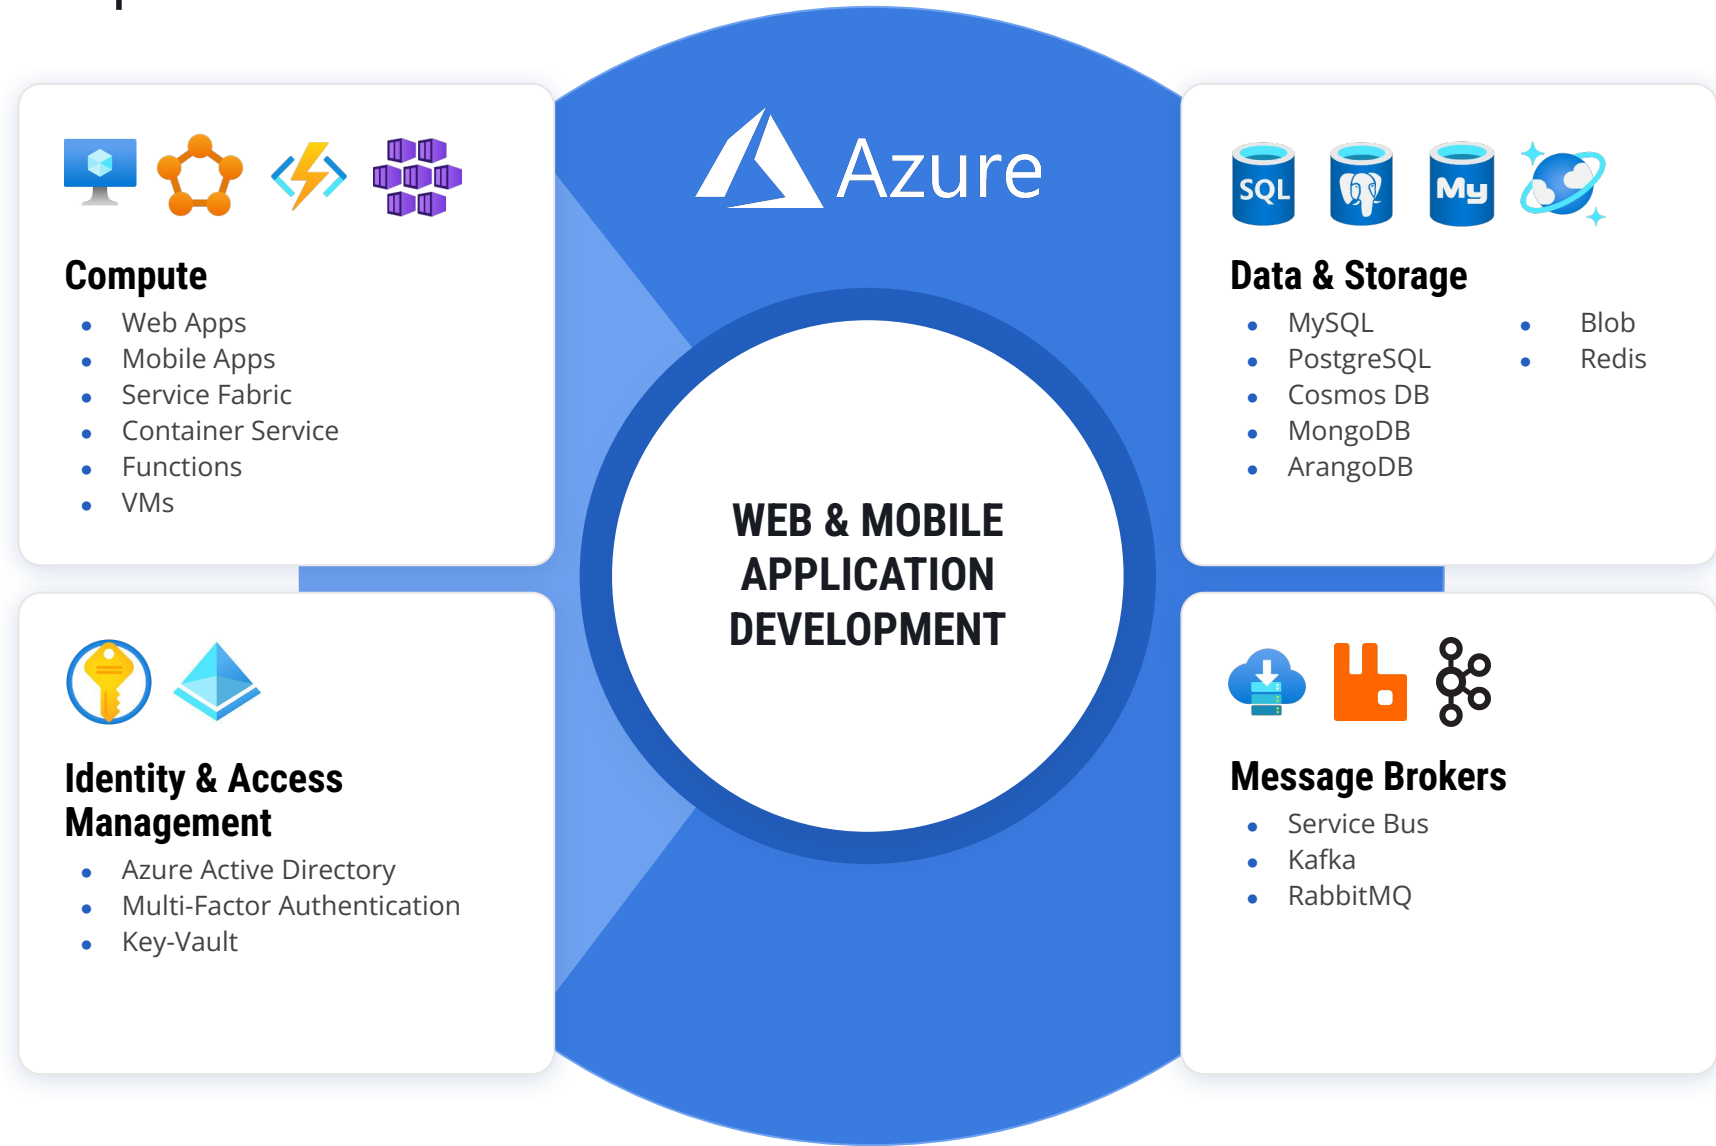 Azure
Compute
Web Apps
Mobile Apps
Service Fabric
Container Service
Functions
VMs
SQL
My
Data & Storage
MySQL
PostgreSQL
Cosmos DB
MongoDB
ArangoDB
Blob
Redis
WEB & MOBILE
APPLICATION
DEVELOPMENT
Identity & Access
Management
Azure Active Directory
Multi-Factor Authentication
Key-Vault
Message Brokers
Service Bus
Kafka
RabbitMQ